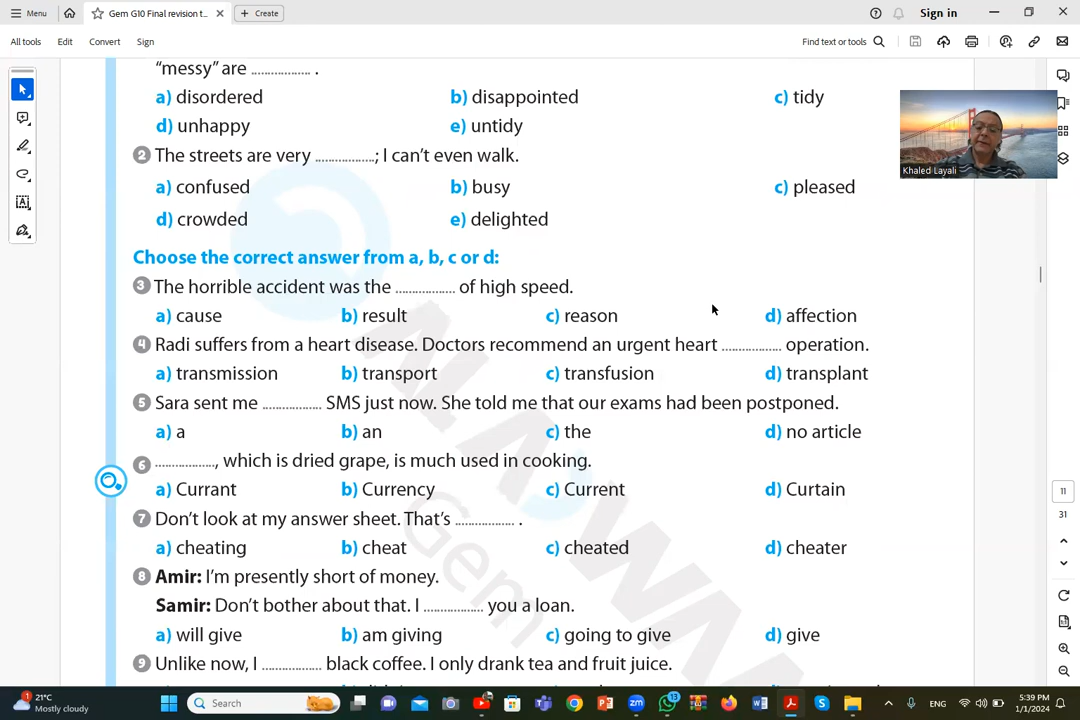 Menu
Gem G10 Final revision t...
Create
Sign in
All tools
Edit
Convert
Sign
Find text or tools
"messy" are ................. .
a) disordered b) disappointed c) tidy
d) unhappy e) untidy
2 The streets are very .................; I can't even walk.
a) confused b) busy c) pleased
d) crowded e) delighted
Khaled Layali
Choose the correct answer from a, b, c or d:
3 The horrible accident was the ................. of high speed.
a) cause b) result c) reason d) affection
4 Radi suffers from a heart disease. Doctors recommend an urgent heart ................. operation.
a) transmission b) transport c) transfusion d) transplant
5 Sara sent me ................. SMS just now. She told me that our exams had been postponed.
a) a b) an c) the d) no article
6 ................., which is dried grape, is much used in cooking.
a) Currant b) Currency c) Current d) Curtain
7 Don't look at my answer sheet. That's ................. .
a) cheating b) cheat c) cheated d) cheater
8 Amir: I'm presently short of money.
Samir: Don't bother about that. I ................. you a loan.
a) will give b) am giving c) going to give d) give
9 Unlike now, I ................. black coffee. I only drank tea and fruit juice.
ALADWAA
Gem
11
31
21°C
Mostly cloudy
Search
13
ENG
5:39 PM
1/1/2024